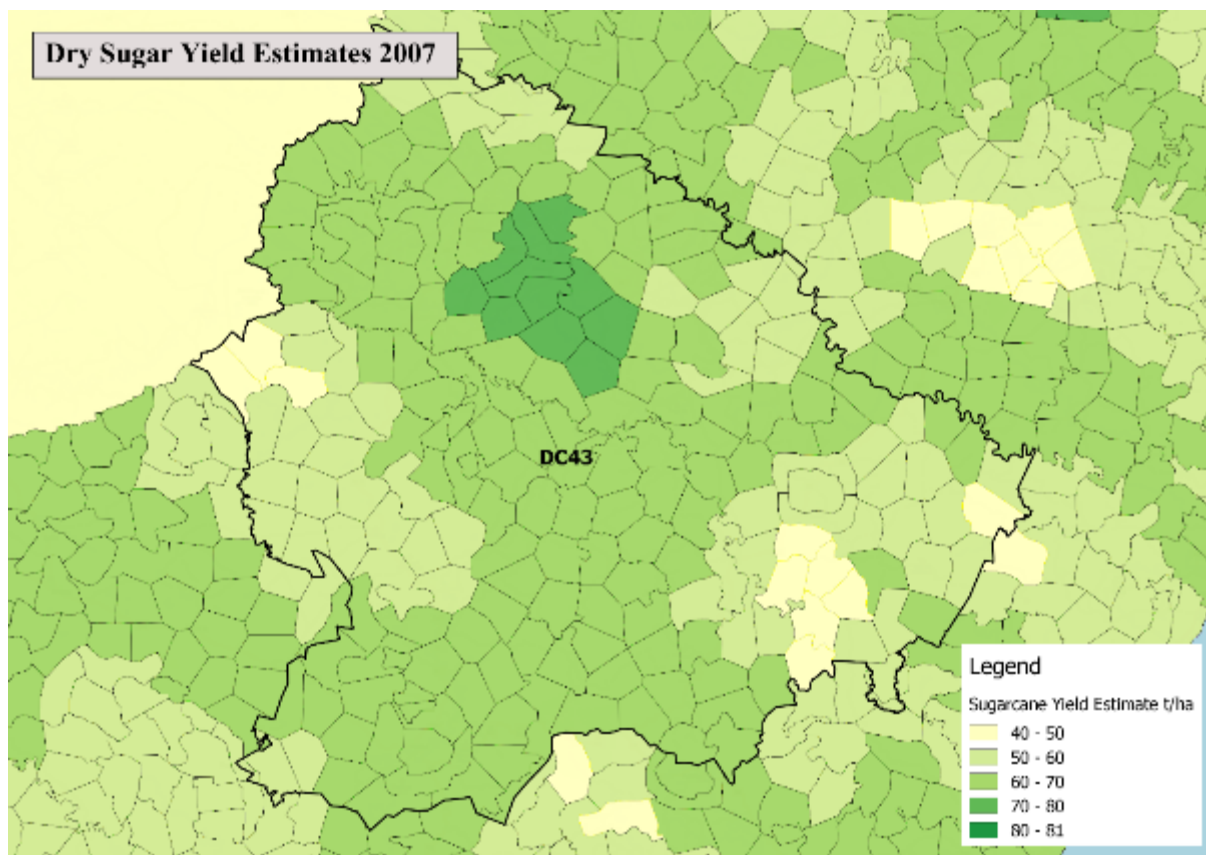 Dry Sugar Yield Estimates 2007
DC43
Legend
Sugarcane Yield Estimate t/ha
40 - 50
50 - 60
60 - 70
70 - 80
80 - 81